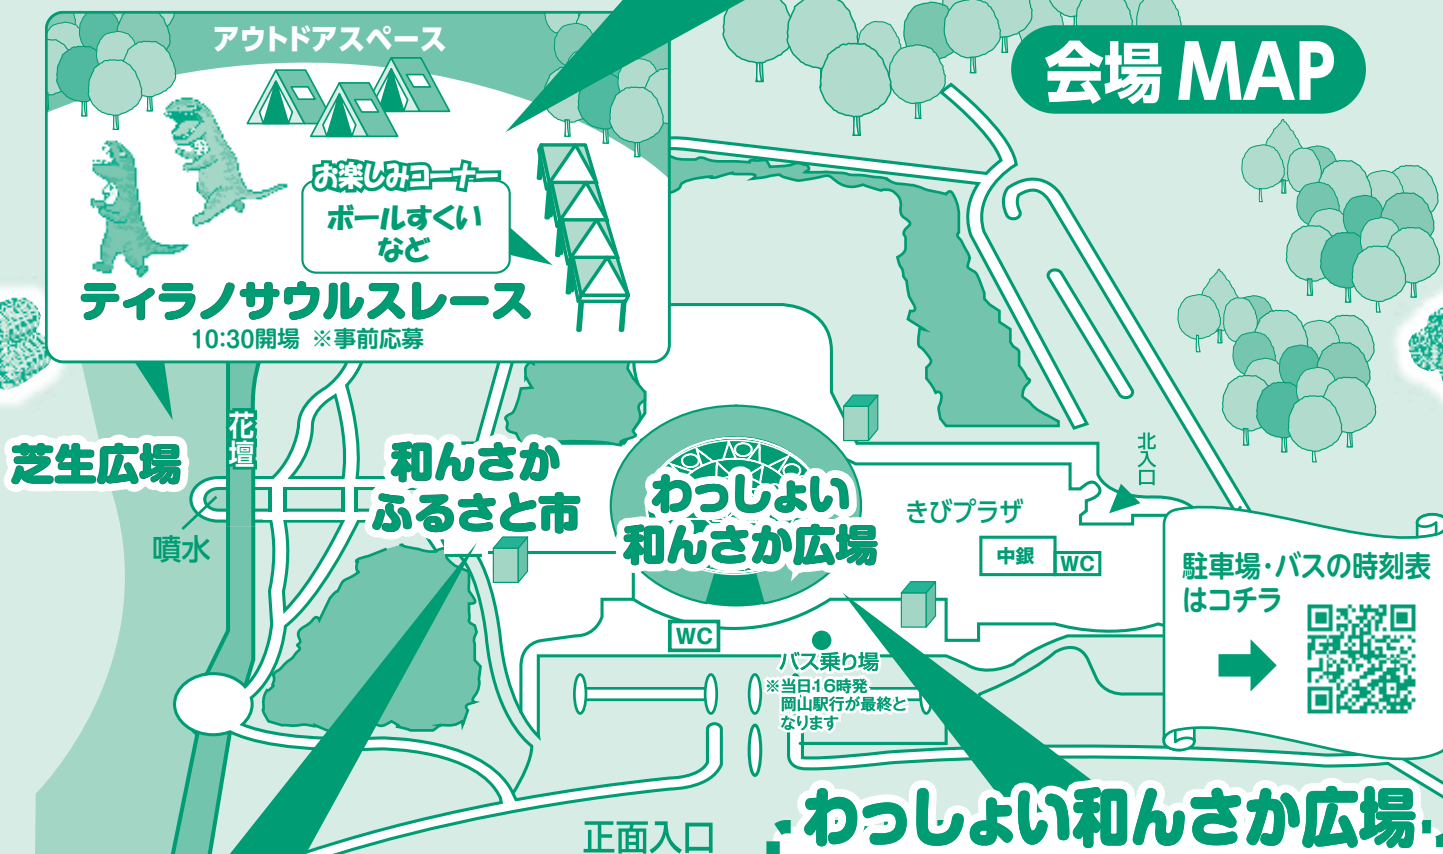 会場 MAP
アウトドアスペース
お楽しみコーナー
ボールすくい
など
ティラノサウルスレース
10:30開場 ※事前応募
芝生広場
花壇
噴水
和んさか
ふるさと市
わっしょい
和んさか広場
北入口
きびプラザ
中銀
WC
駐車場・バスの時刻表
はコチラ
WC
バス乗り場
※当日16時発
岡山駅行が最終と
なります
正面入口
わっしょい和んさか広場